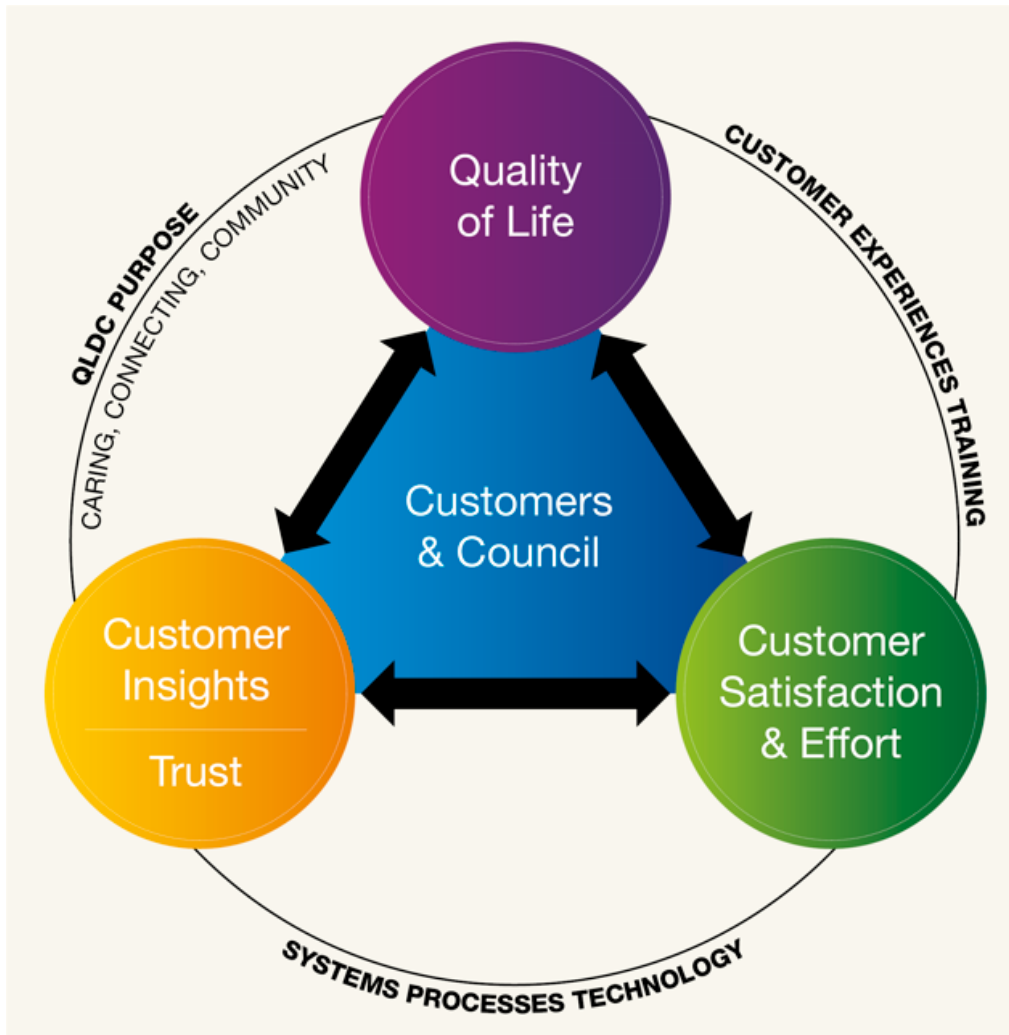 Quality
of Life
QLDC PURPOSE
CARING, CONNECTING, COMMUNITY
CUSTOMER EXPERIENCES TRAINING
Customers
& Council
Customer
Insights
Trust
Customer
Satisfaction
& Effort
SYSTEMS PROCESSES TECHNOLOGY